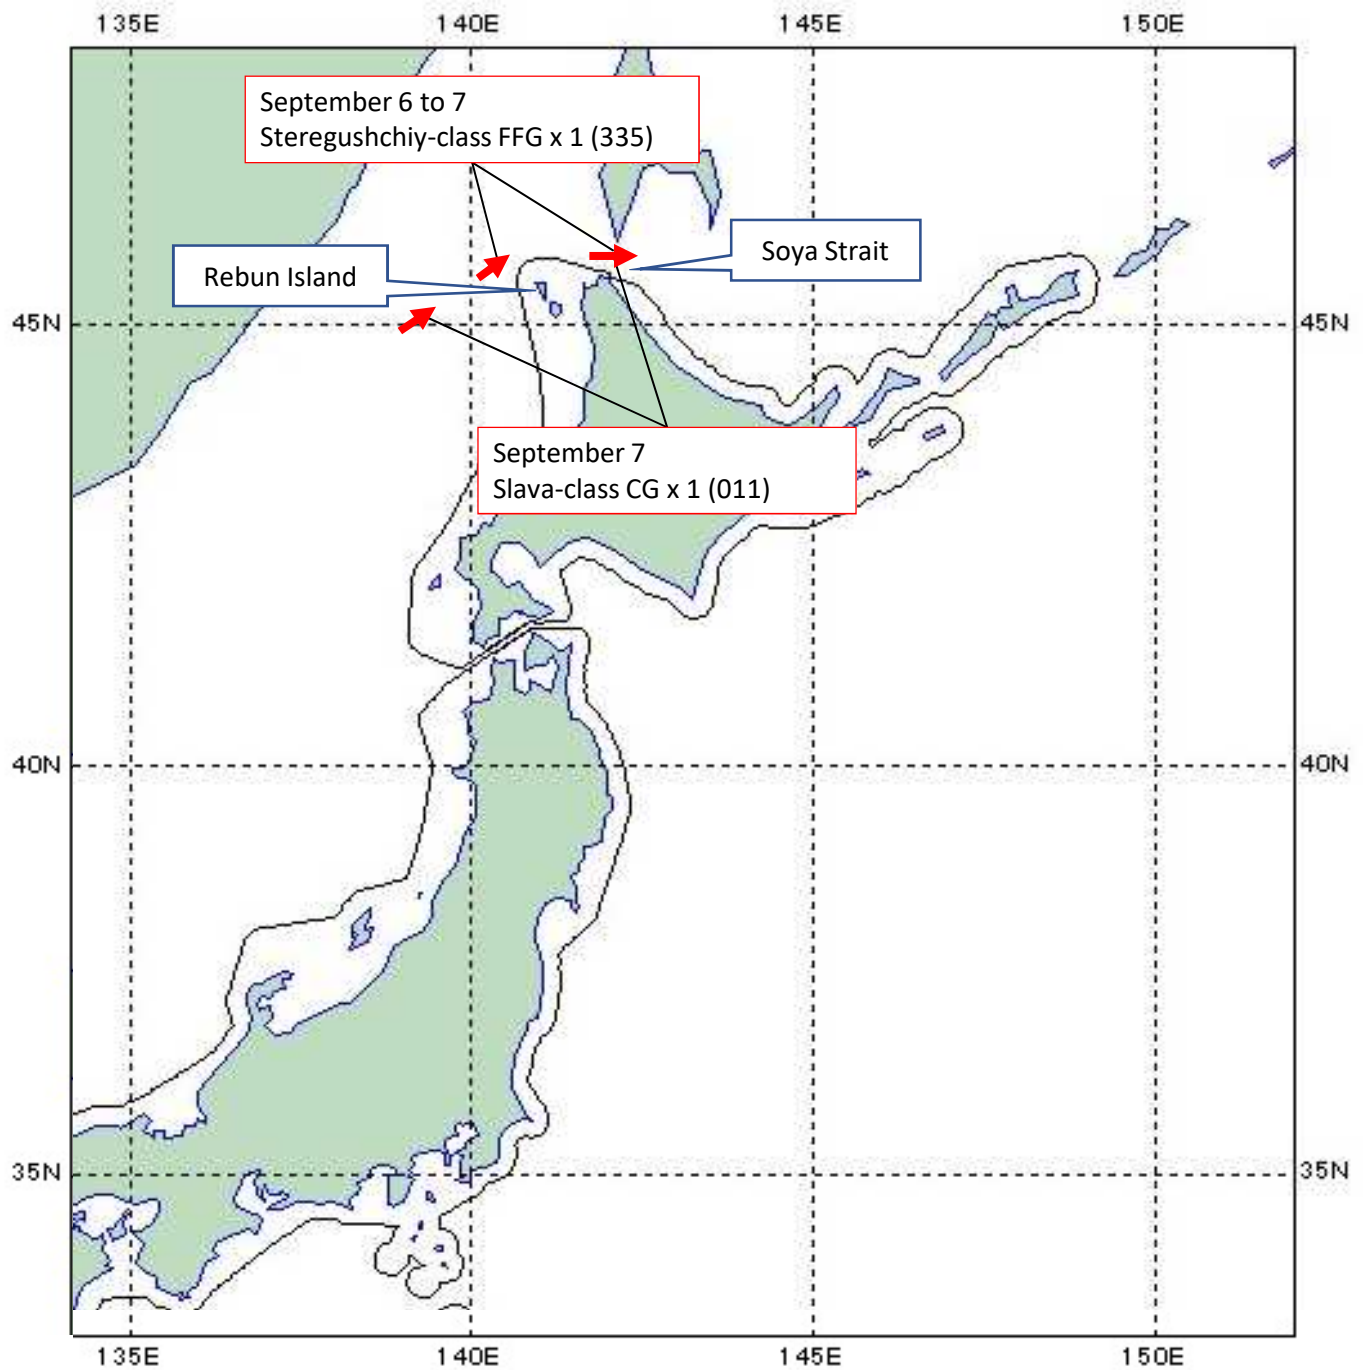 135E 140E 145E 150E
September 6 to 7
Steregushchiy-class FFG x 1 (335)
Soya Strait
Rebun Island
45N 45N
September 7
Slava-class CG x 1 (011)
40N 40N
35N 35N
135E 140E 145E 150E